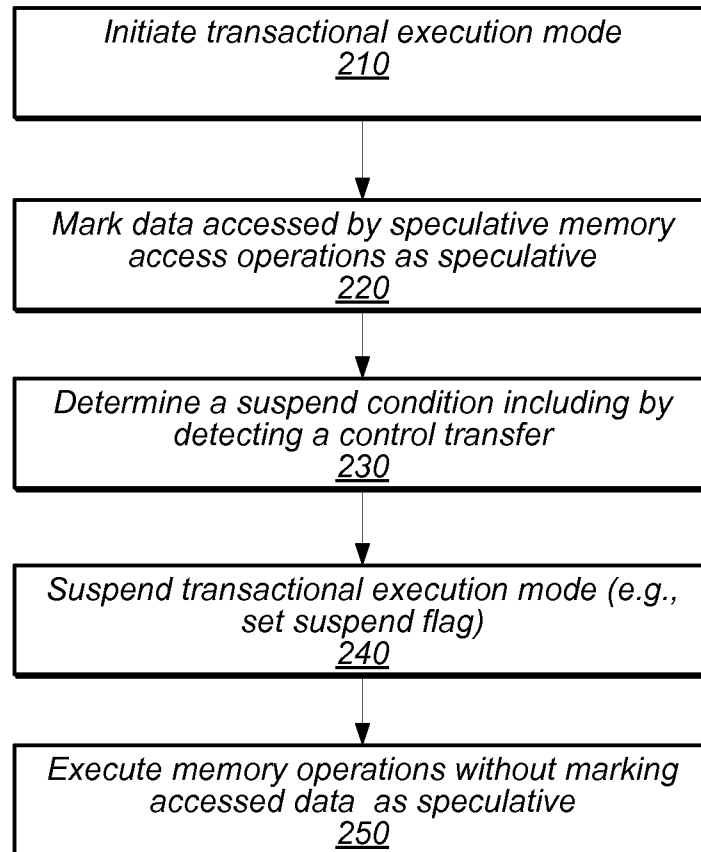 Initiate transactional execution mode
210
Mark data accessed by speculative memory
access operations as speculative
220
Determine a suspend condition including by
detecting a control transfer
230
Suspend transactional execution mode (e.g.,
set suspend flag)
240
Execute memory operations without marking
accessed data as speculative
250